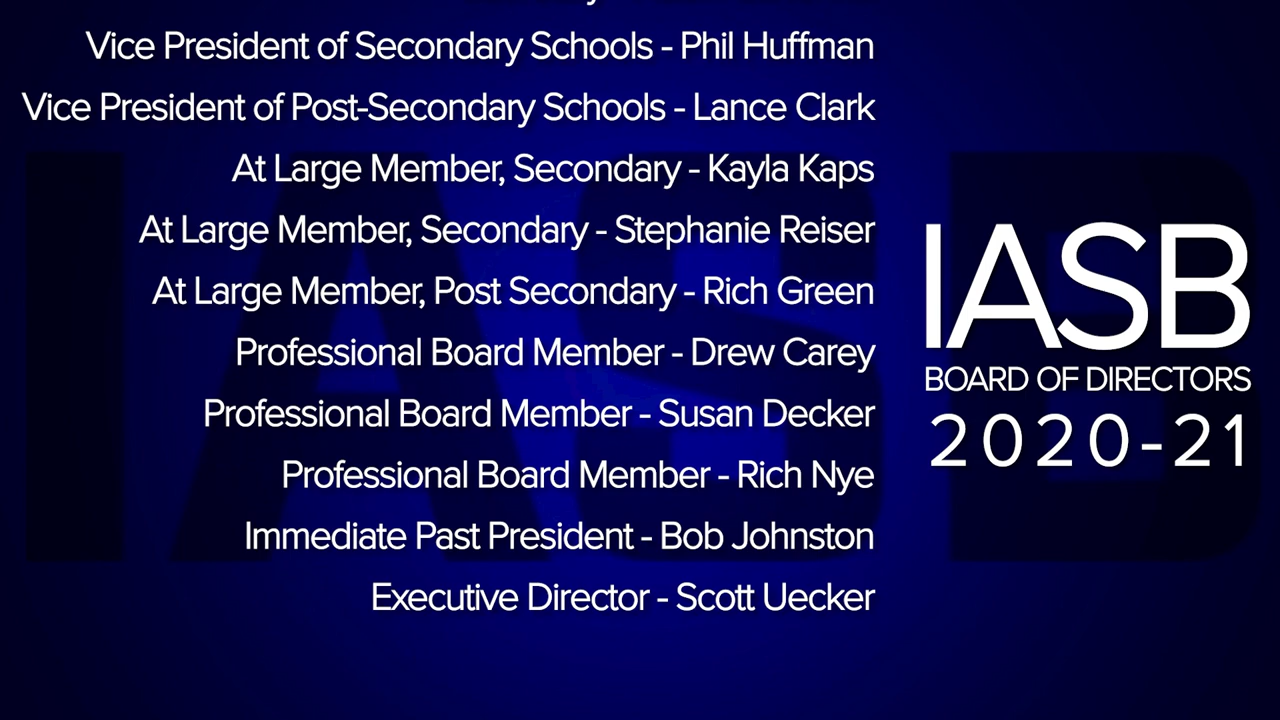 Vice President of Secondary Schools - Phil Huffman
Vice President of Post-Secondary Schools - Lance Clark
At Large Member, Secondary - Kayla Kaps
At Large Member, Secondary - Stephanie Reiser
At Large Member, Post Secondary - Rich Green
Professional Board Member - Drew Carey
Professional Board Member - Susan Decker
Professional Board Member - Rich Nye
Immediate Past President - Bob Johnston
Executive Director - Scott Uecker
IASB
BOARD OF DIRECTORS
2020-21
IASB